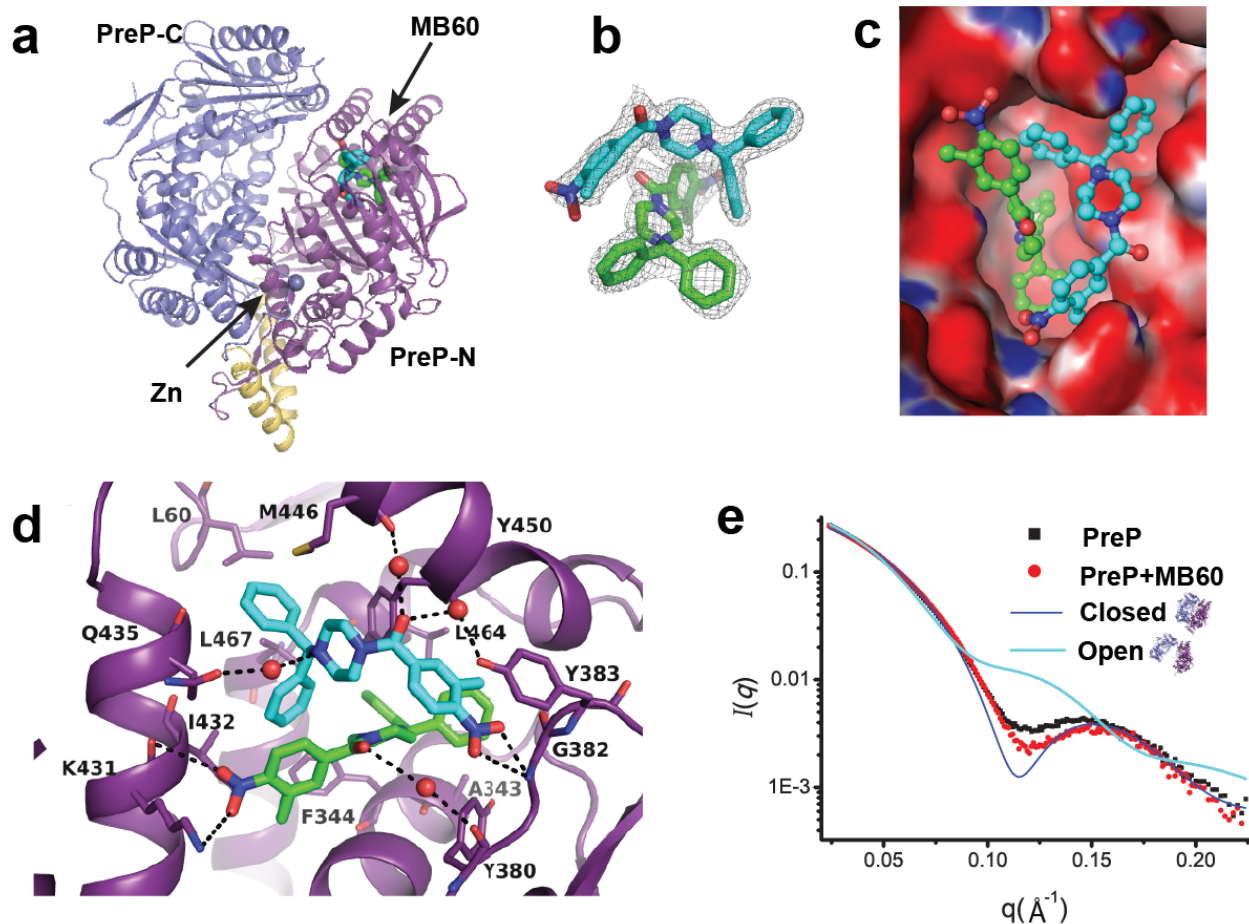 a
PreP-C
MB60
Zn
PreP-N
b
c
d
L60
M446
Y450
Q435
L467
L464
Y383
I432
G382
K431
F344
A343
Y380
e
PreP
PreP+MB60
Closed
Open
I(q)
0.1
0.01
1E-3
0.05
0.10
0.15
0.20
q(Å⁻¹)